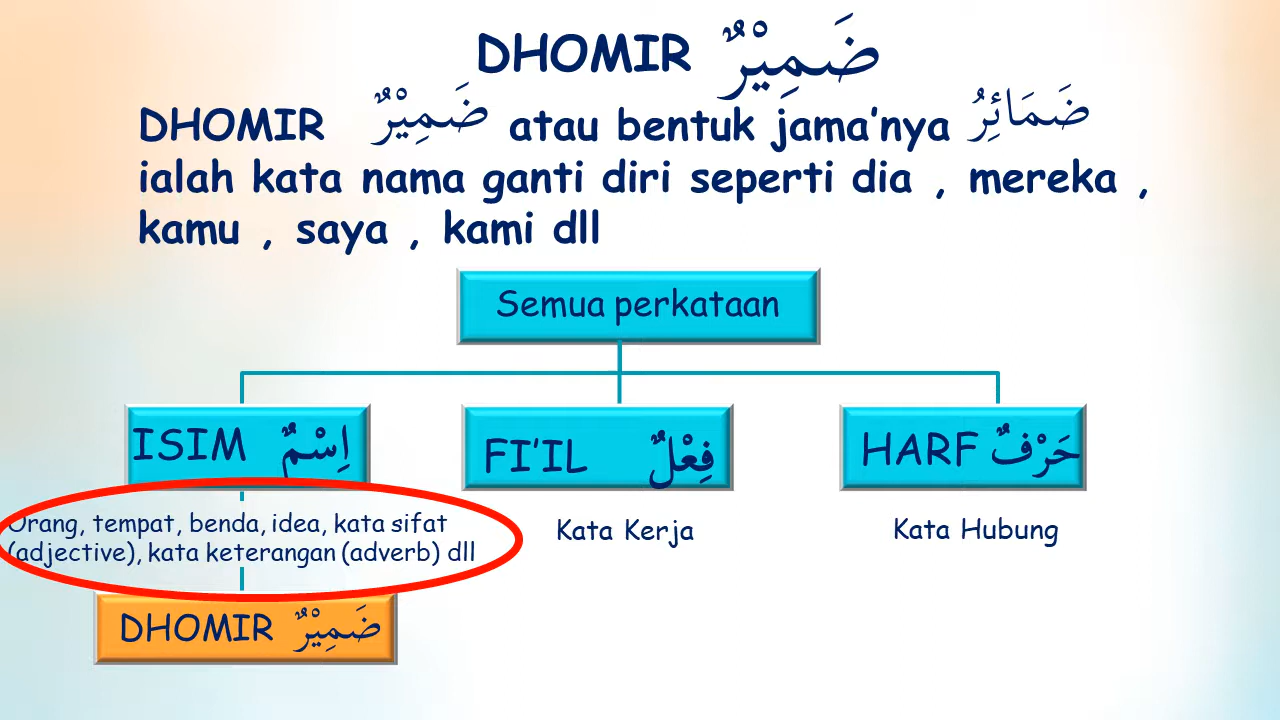 DHOMIR ضَمِيْرٌ
DHOMIR ضَمِيْرٌ atau bentuk jama’nya ضَمَائِرُ
ialah kata nama ganti diri seperti dia , mereka ,
kamu , saya , kami dll
Semua perkataan
ISIM اِسْمٌ
FI’IL فِعْلٌ
HARF حَرْفٌ
Orang, tempat, benda, idea, kata sifat
(adjective), kata keterangan (adverb) dll
Kata Kerja
Kata Hubung
DHOMIR ضَمِيْرٌ